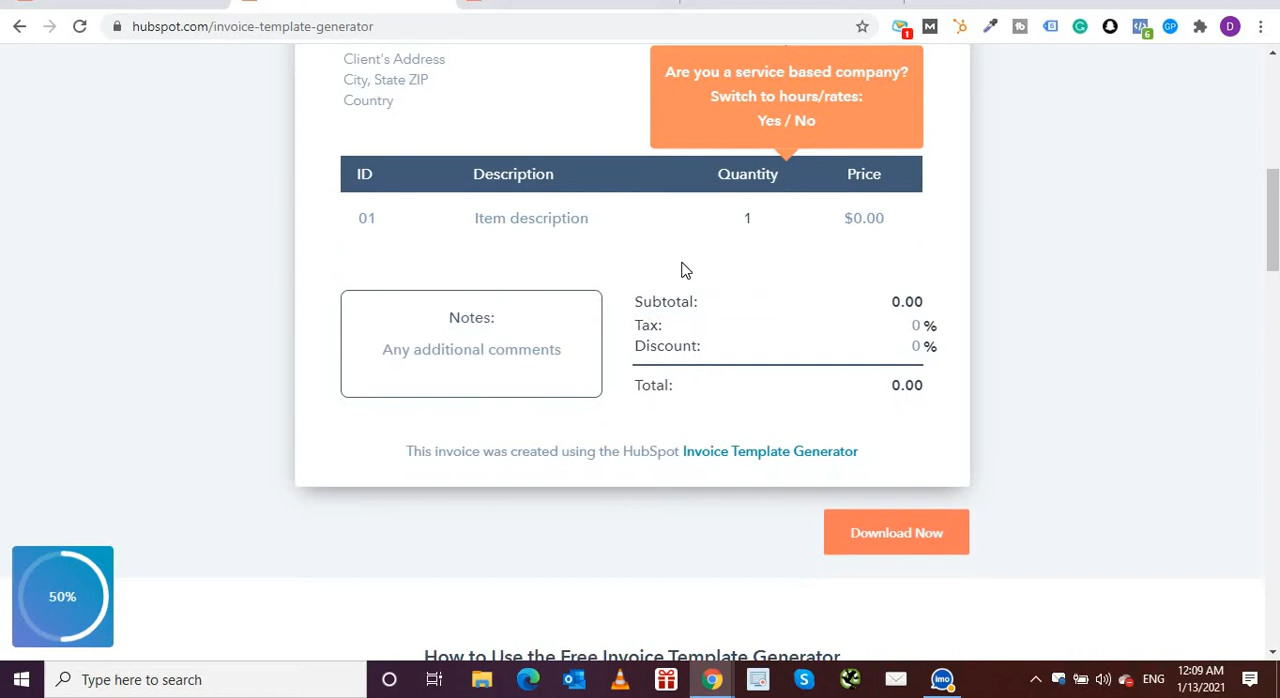 hubspot.com/invoice-template-generator
1
6
D
Client's Address
City, State ZIP
Country
Are you a service based company?
Switch to hours/rates:
Yes / No
ID Description Quantity Price
01 Item description 1 $0.00
Notes:
Any additional comments
Subtotal: 0.00
Tax: 0 %
Discount: 0 %
Total: 0.00
This invoice was created using the HubSpot Invoice Template Generator
Download Now
50%
How to Use the Free Invoice Template Generator
Type here to search
imo
ENG
12:09 AM
1/13/2021